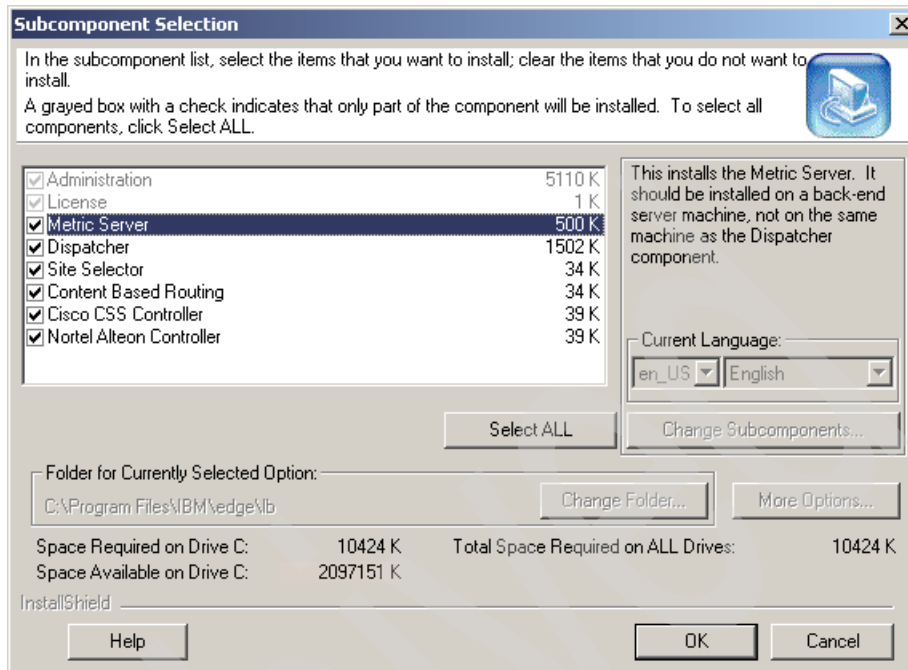 Subcomponent Selection
In the subcomponent list, select the items that you want to install; clear the items that you do not want to
install.
A grayed box with a check indicates that only part of the component will be installed. To select all
components, click Select ALL.
Administration 5110 K
License 1 K
Metric Server 500 K
Dispatcher 1502 K
Site Selector 34 K
Content Based Routing 34 K
Cisco CSS Controller 39 K
Nortel Alteon Controller 39 K
This installs the Metric Server. It
should be installed on a back-end
server machine, not on the same
machine as the Dispatcher
component.
Current Language:
en_US English
Select ALL Change Subcomponents...
Folder for Currently Selected Option:
C:\Program Files\IBM\edge\lb Change Folder... More Options...
Space Required on Drive C: 10424 K Total Space Required on ALL Drives: 10424 K
Space Available on Drive C: 2097151 K
InstallShield
Help OK Cancel